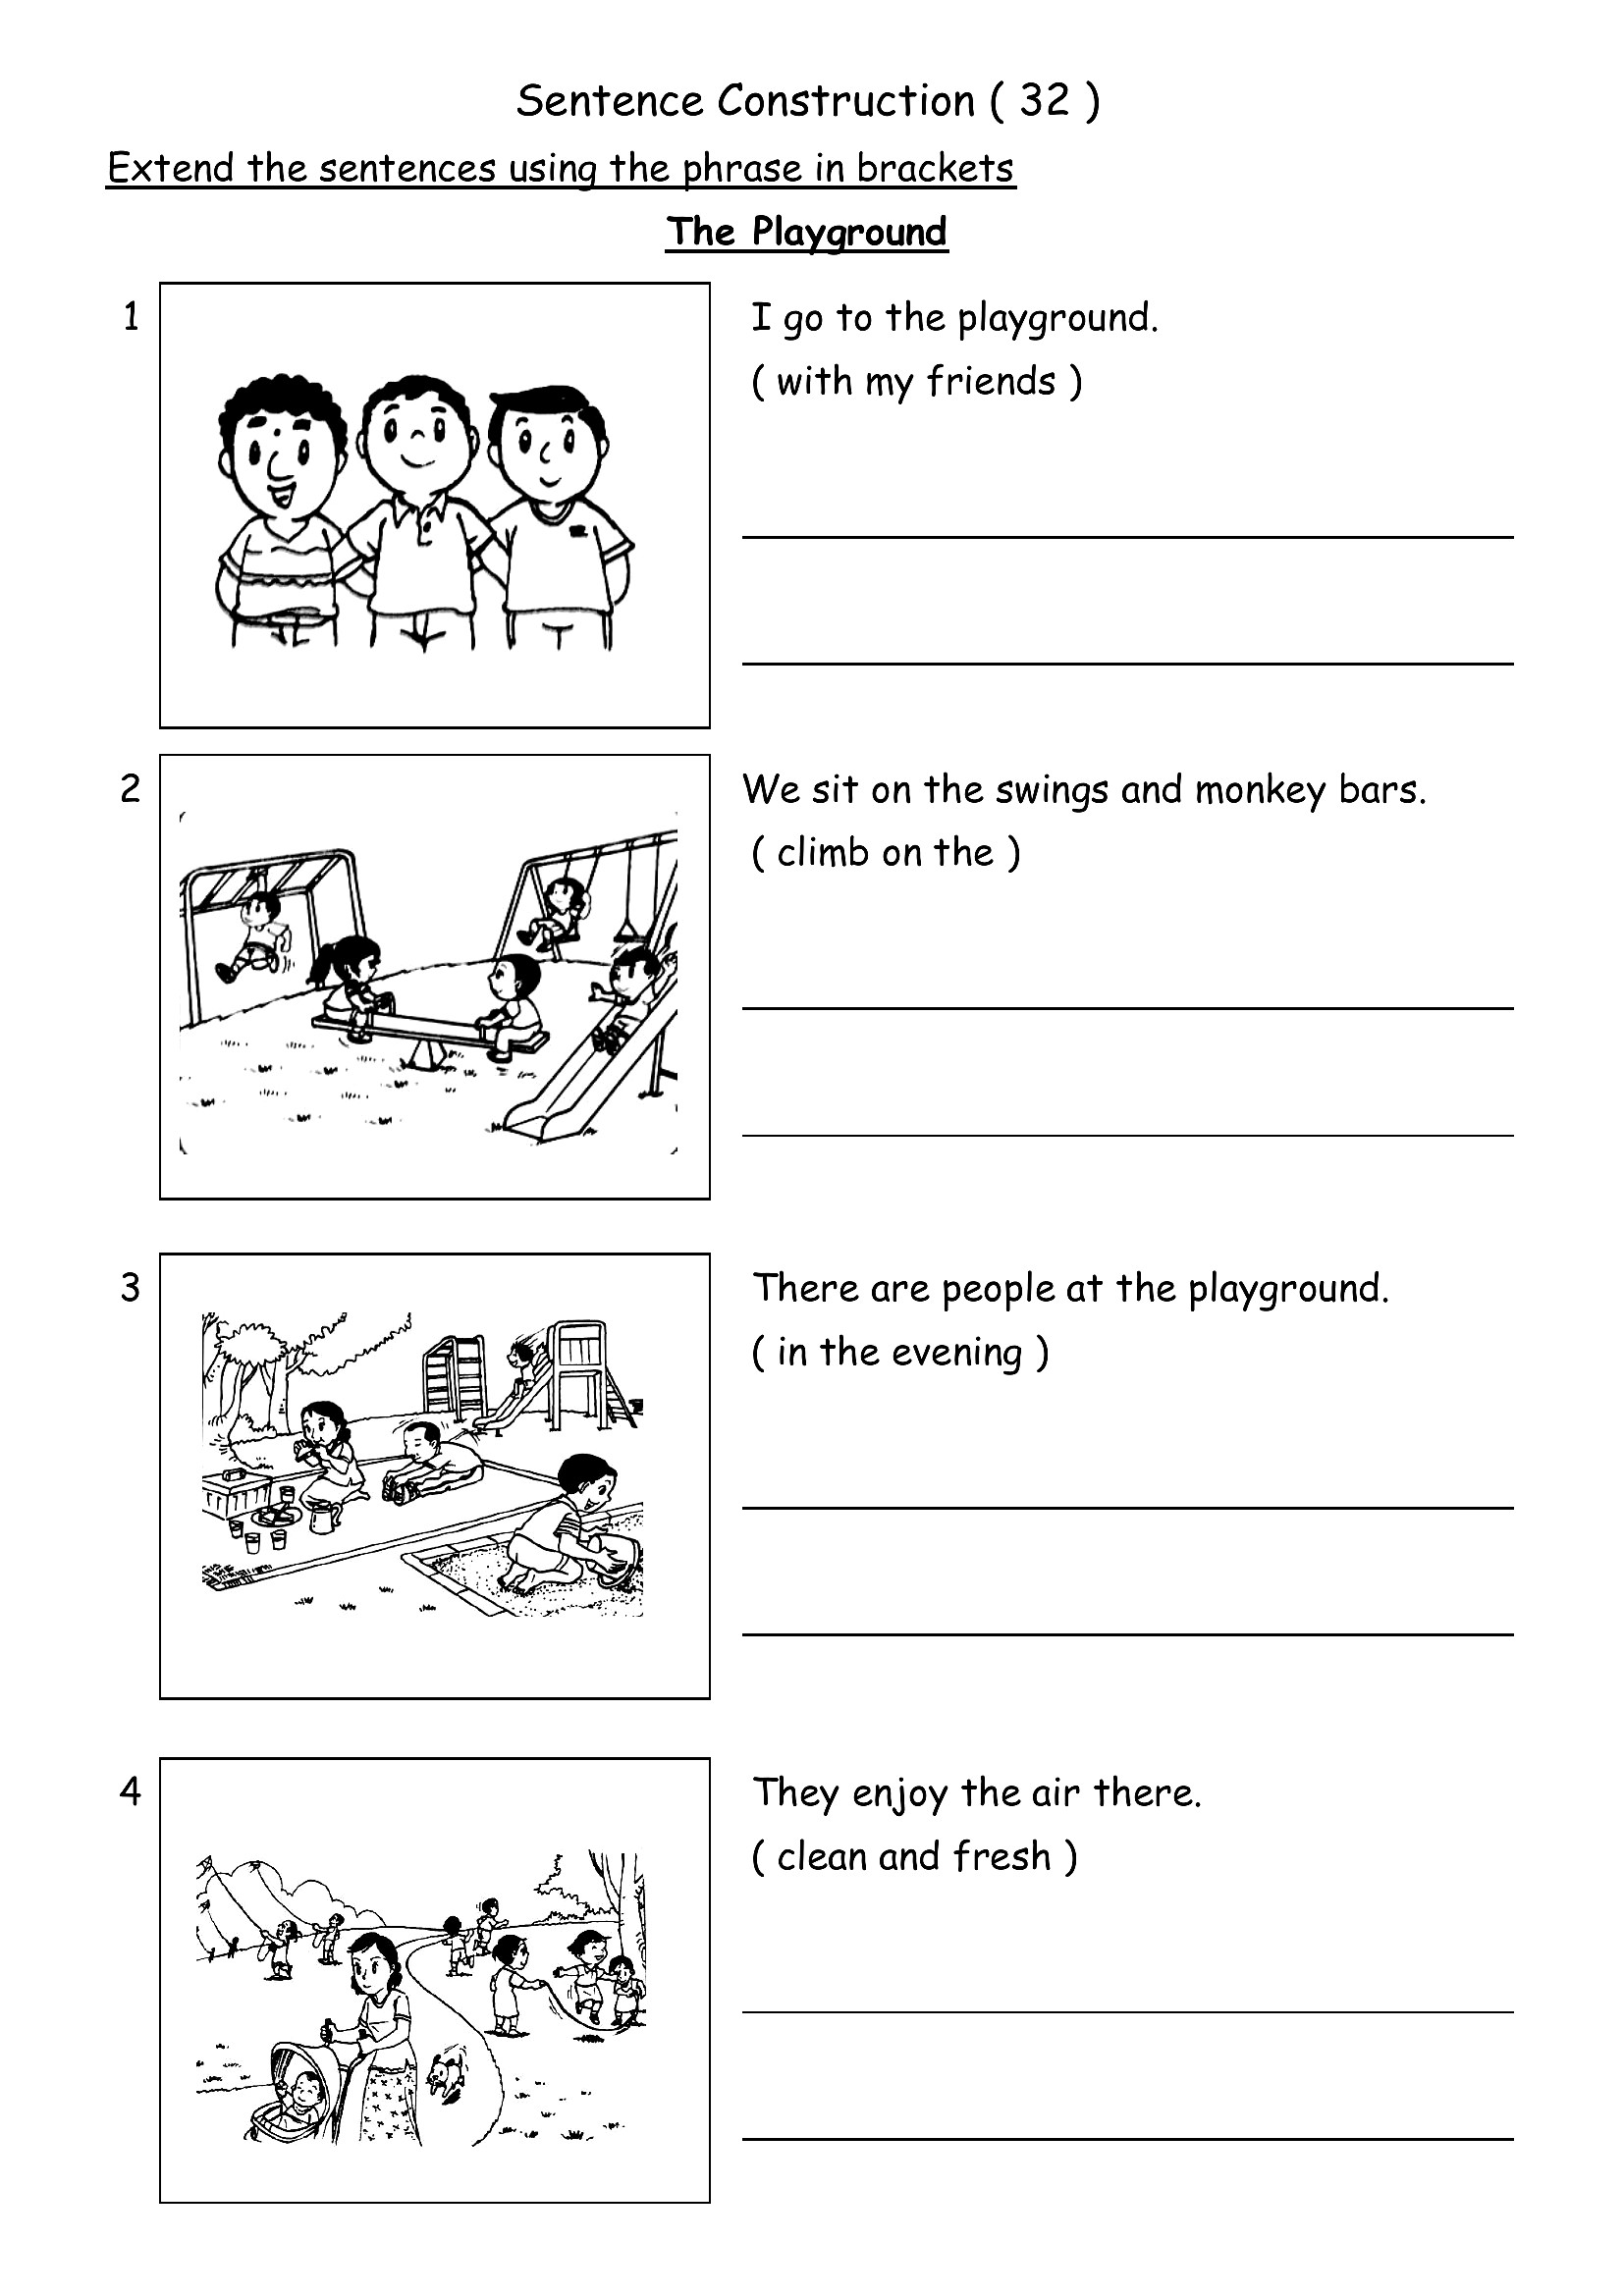 Sentence Construction ( 32 )
Extend the sentences using the phrase in brackets
The Playground
1
I go to the playground.
( with my friends )
2
We sit on the swings and monkey bars.
( climb on the )
3
There are people at the playground.
( in the evening )
4
They enjoy the air there.
( clean and fresh )